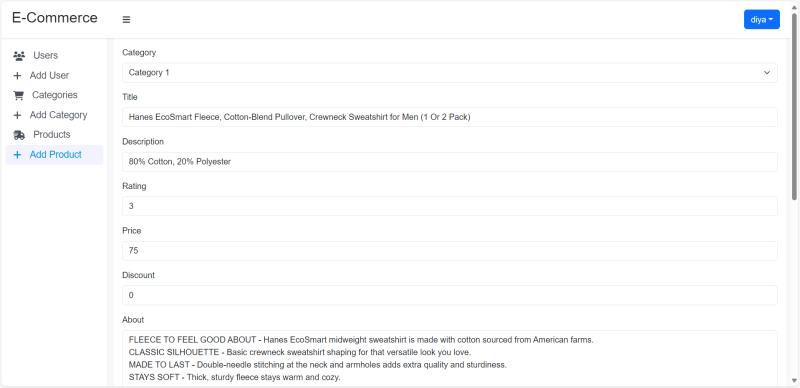 E-Commerce
diya
Users
Add User
Categories
Add Category
Products
Add Product
Category
Category 1
Title
Hanes EcoSmart Fleece, Cotton-Blend Pullover, Crewneck Sweatshirt for Men (1 Or 2 Pack)
Description
80% Cotton, 20% Polyester
Rating
3
Price
75
Discount
0
About
FLEECE TO FEEL GOOD ABOUT - Hanes EcoSmart midweight sweatshirt is made with cotton sourced from American farms.
CLASSIC SILHOUETTE - Basic crewneck sweatshirt shaping for that versatile look you love.
MADE TO LAST - Double-needle stitching at the neck and armholes adds extra quality and sturdiness.
STAYS SOFT - Thick, sturdy fleece stays warm and cozy.